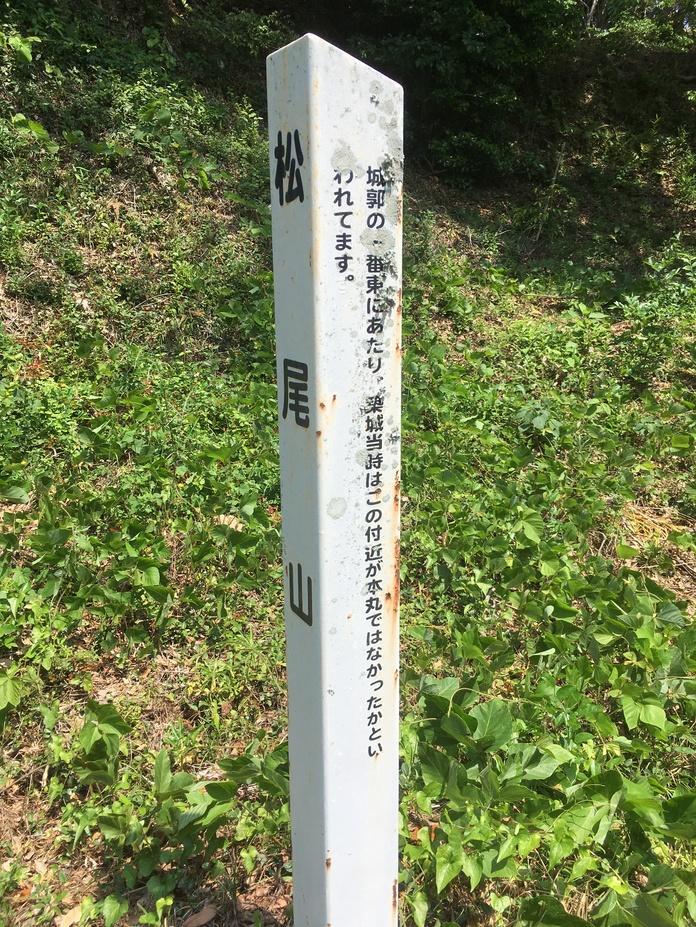 松尾山
城郭の一番東にあたり、築城当時はこの付近が本丸ではなかったかとい
われてます。